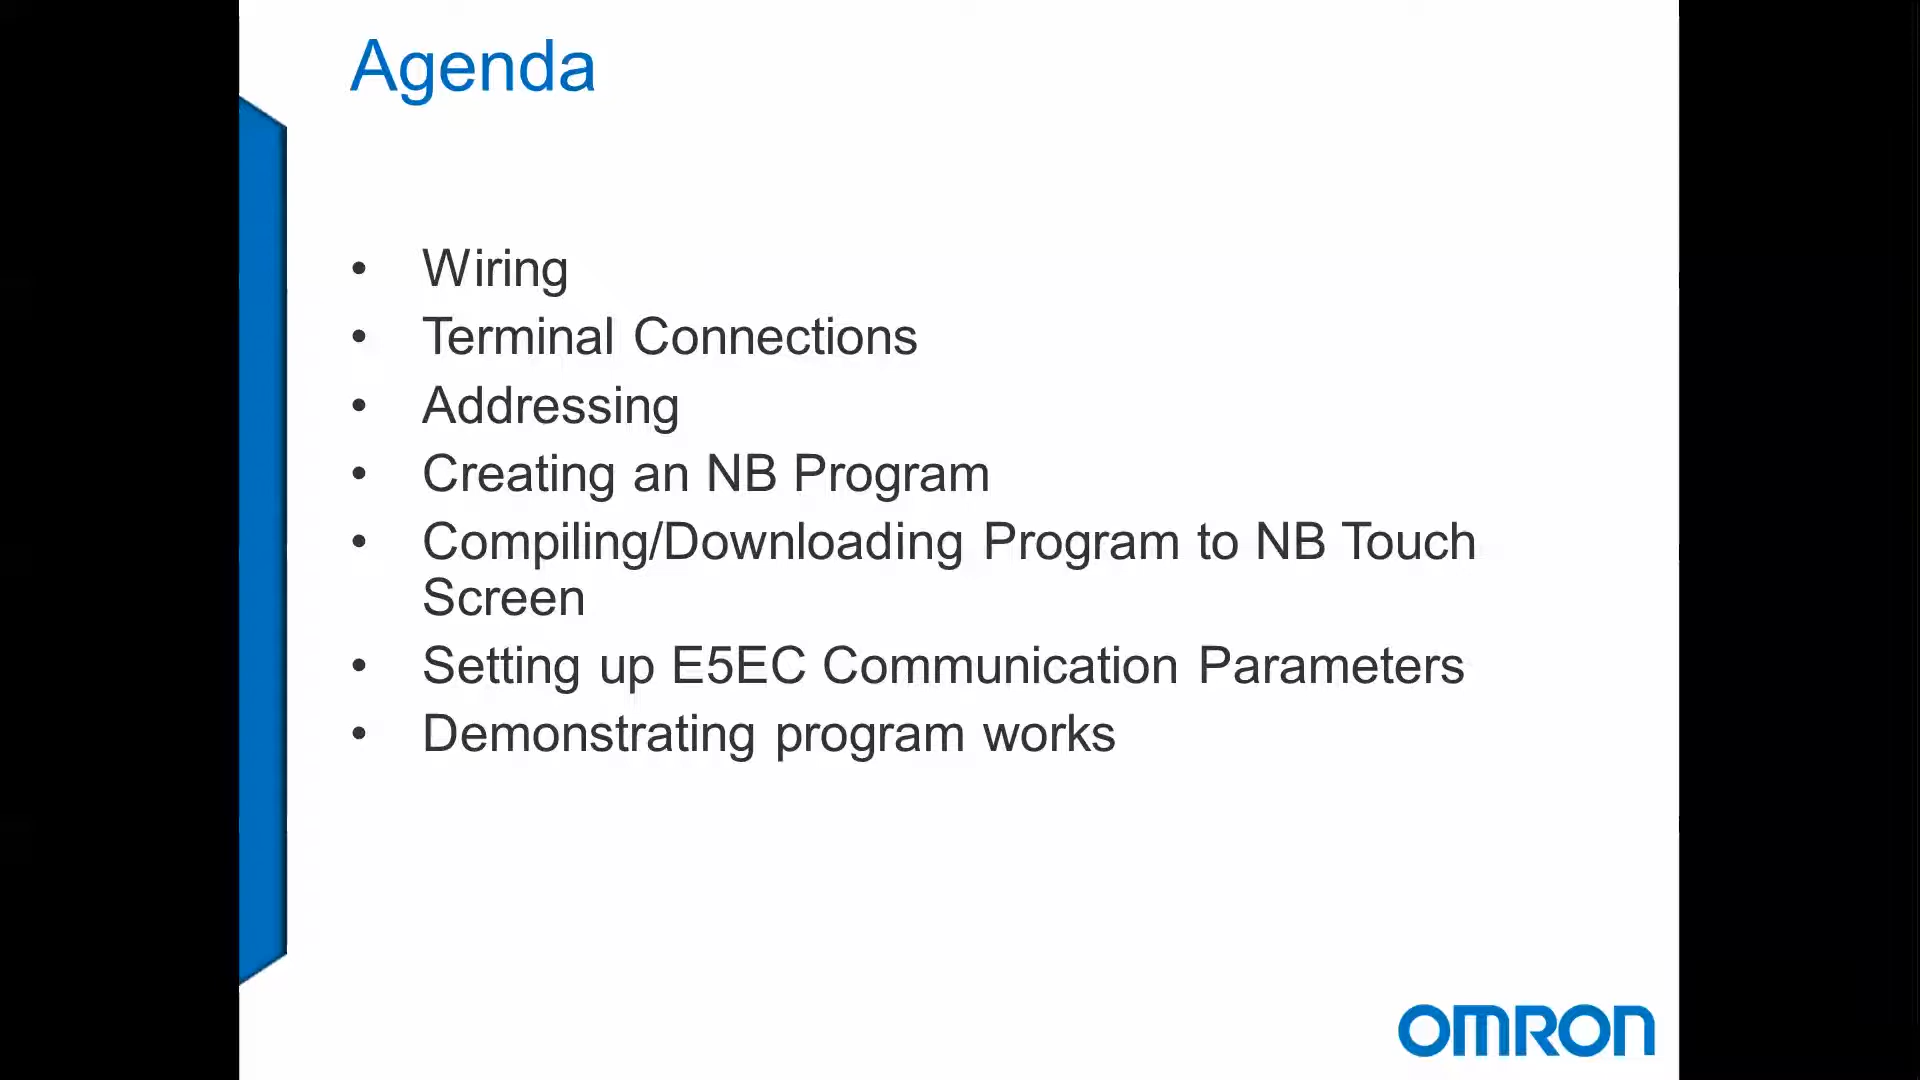 Agenda
• Wiring
• Terminal Connections
• Addressing
• Creating an NB Program
• Compiling/Downloading Program to NB Touch
Screen
• Setting up E5EC Communication Parameters
• Demonstrating program works
OMRON